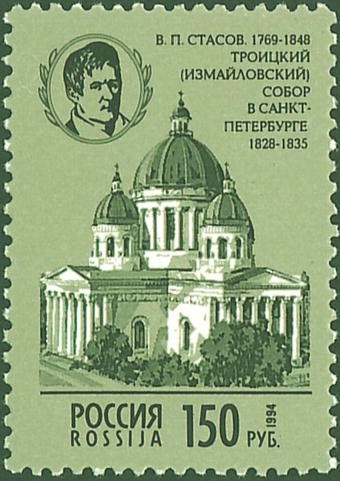 В. П. СТАСОВ. 1769-1848
ТРОИЦКИЙ
(ИЗМАЙЛОВСКИЙ)
СОБОР
В САНКТ-
ПЕТЕРБУРГЕ
1828-1835
РОССИЯ
ROSSIJA
150 РУБ.
1994